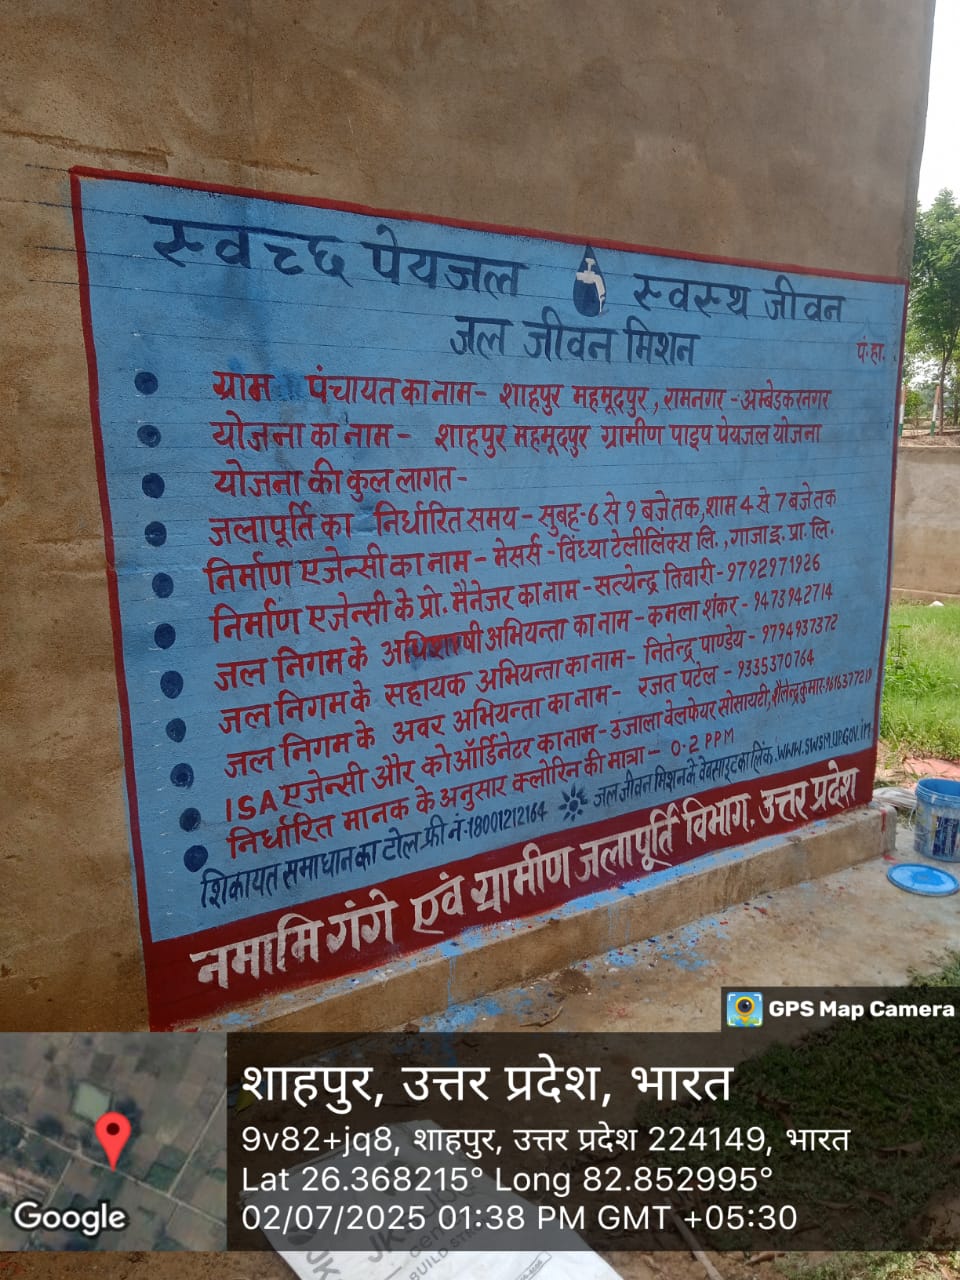 स्वच्छ पेयजल स्वस्थ जीवन
जल जीवन मिशन
पं. हा.
ग्राम पंचायत का नाम - शाहपुर महमूदपुर, रामनगर - अम्बेडकरनगर
योजना का नाम - शाहपुर महमूदपुर ग्रामीण पाइप पेयजल योजना
योजना की कुल लागत -
जलापूर्ति का निर्धारित समय - सुबह - 6 से 9 बजे तक, शाम 4 से 7 बजे तक
निर्माण एजेन्सी का नाम - मेसर्स - विंध्या टेलीलिंक्स लि., गाजा इ. प्रा. लि.
निर्माण एजेन्सी के प्रो. मैनेजर का नाम - सत्येन्द्र तिवारी - 9792971926
जल निगम के अभियन्ता का नाम - कमला शंकर - 9473942714
जल निगम के सहायक अभियन्ता का नाम - नितेन्द्र पाण्डेय - 9794937372
जल निगम के अवर अभियन्ता का नाम - रजत पटेल - 9335370764
ISA एजेन्सी और कोऑर्डिनेटर का नाम - उजाला वेलफेयर सोसायटी, शैलेन्द्र कुमार -
निर्धारित मानक के अनुसार क्लोरिन की मात्रा - 0.2 PPM
शिकायत समाधान का टोल फ्री नं. - 18001212164 जल जीवन मिशन के वेबसाइट का लिंक. WWW.SWSM.UP.GOV.in
नमामि गंगे एवं ग्रामीण जलापूर्ति विभाग. उत्तर प्रदेश
GPS Map Camera
शाहपुर, उत्तर प्रदेश, भारत
9v82+jq8, शाहपुर, उत्तर प्रदेश 224149, भारत
Lat 26.368215° Long 82.852995°
02/07/2025 01:38 PM GMT +05:30
Google